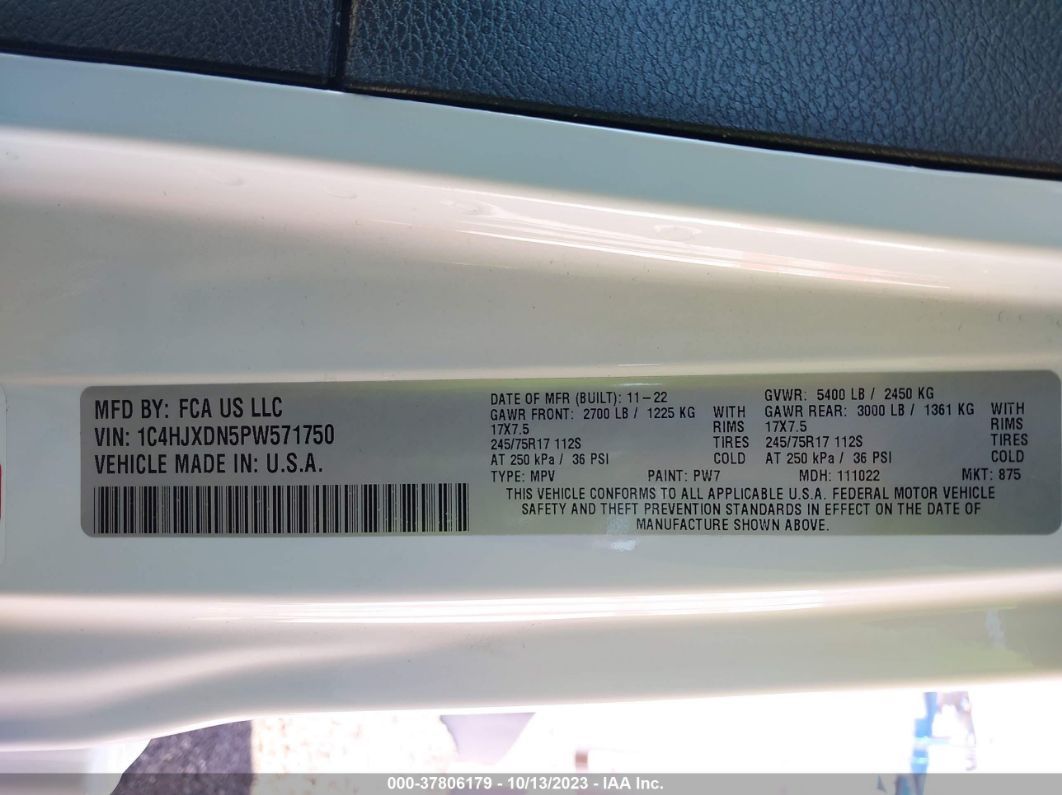 MFD BY: FCA US LLC
VIN: 1C4HJXDN5PW571750
VEHICLE MADE IN: U.S.A.
DATE OF MFR (BUILT): 11-22
GAWR FRONT: 2700 LB / 1225 KG WITH
17X7.5 RIMS
245/75R17 112S TIRES
AT 250 kPa / 36 PSI COLD
GVWR: 5400 LB / 2450 KG
GAWR REAR: 3000 LB / 1361 KG WITH
17X7.5 RIMS
245/75R17 112S TIRES
AT 250 kPa / 36 PSI COLD
TYPE: MPV PAINT: PW7 MDH: 111022 MKT: 875
THIS VEHICLE CONFORMS TO ALL APPLICABLE U.S.A. FEDERAL MOTOR VEHICLE
SAFETY AND THEFT PREVENTION STANDARDS IN EFFECT ON THE DATE OF
MANUFACTURE SHOWN ABOVE.
000-37806179 - 10/13/2023 - IAA Inc.